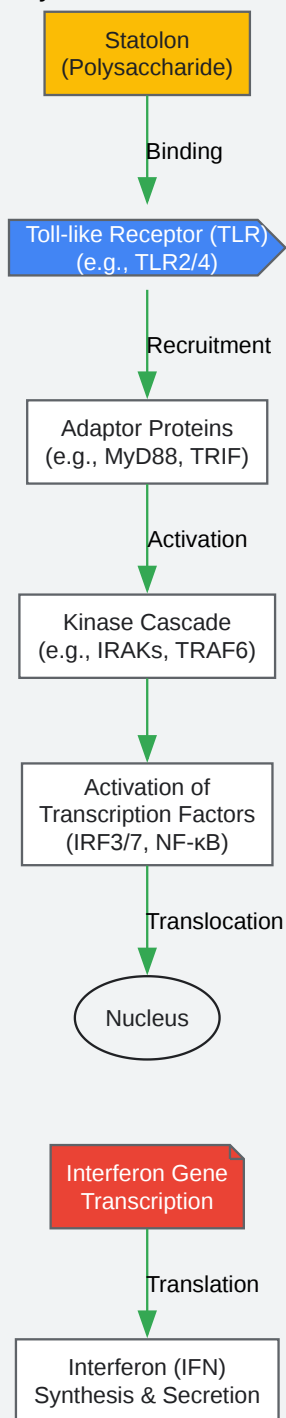 Statolon
(Polysaccharide)
Binding
Toll-like Receptor (TLR)
(e.g., TLR2/4)
Recruitment
Adaptor Proteins
(e.g., MyD88, TRIF)
Activation
Kinase Cascade
(e.g., IRAKs, TRAF6)
Activation of
Transcription Factors
(IRF3/7, NF-κB)
Translocation
Nucleus
Interferon Gene
Transcription
Translation
Interferon (IFN)
Synthesis & Secretion